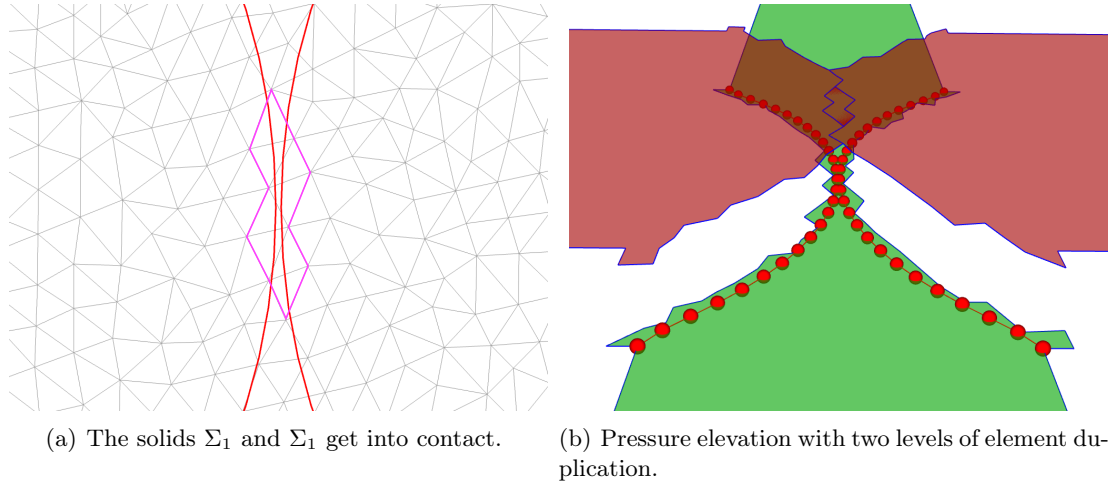 (a) The solids Σ₁ and Σ₁ get into contact.
(b) Pressure elevation with two levels of element du-
plication.